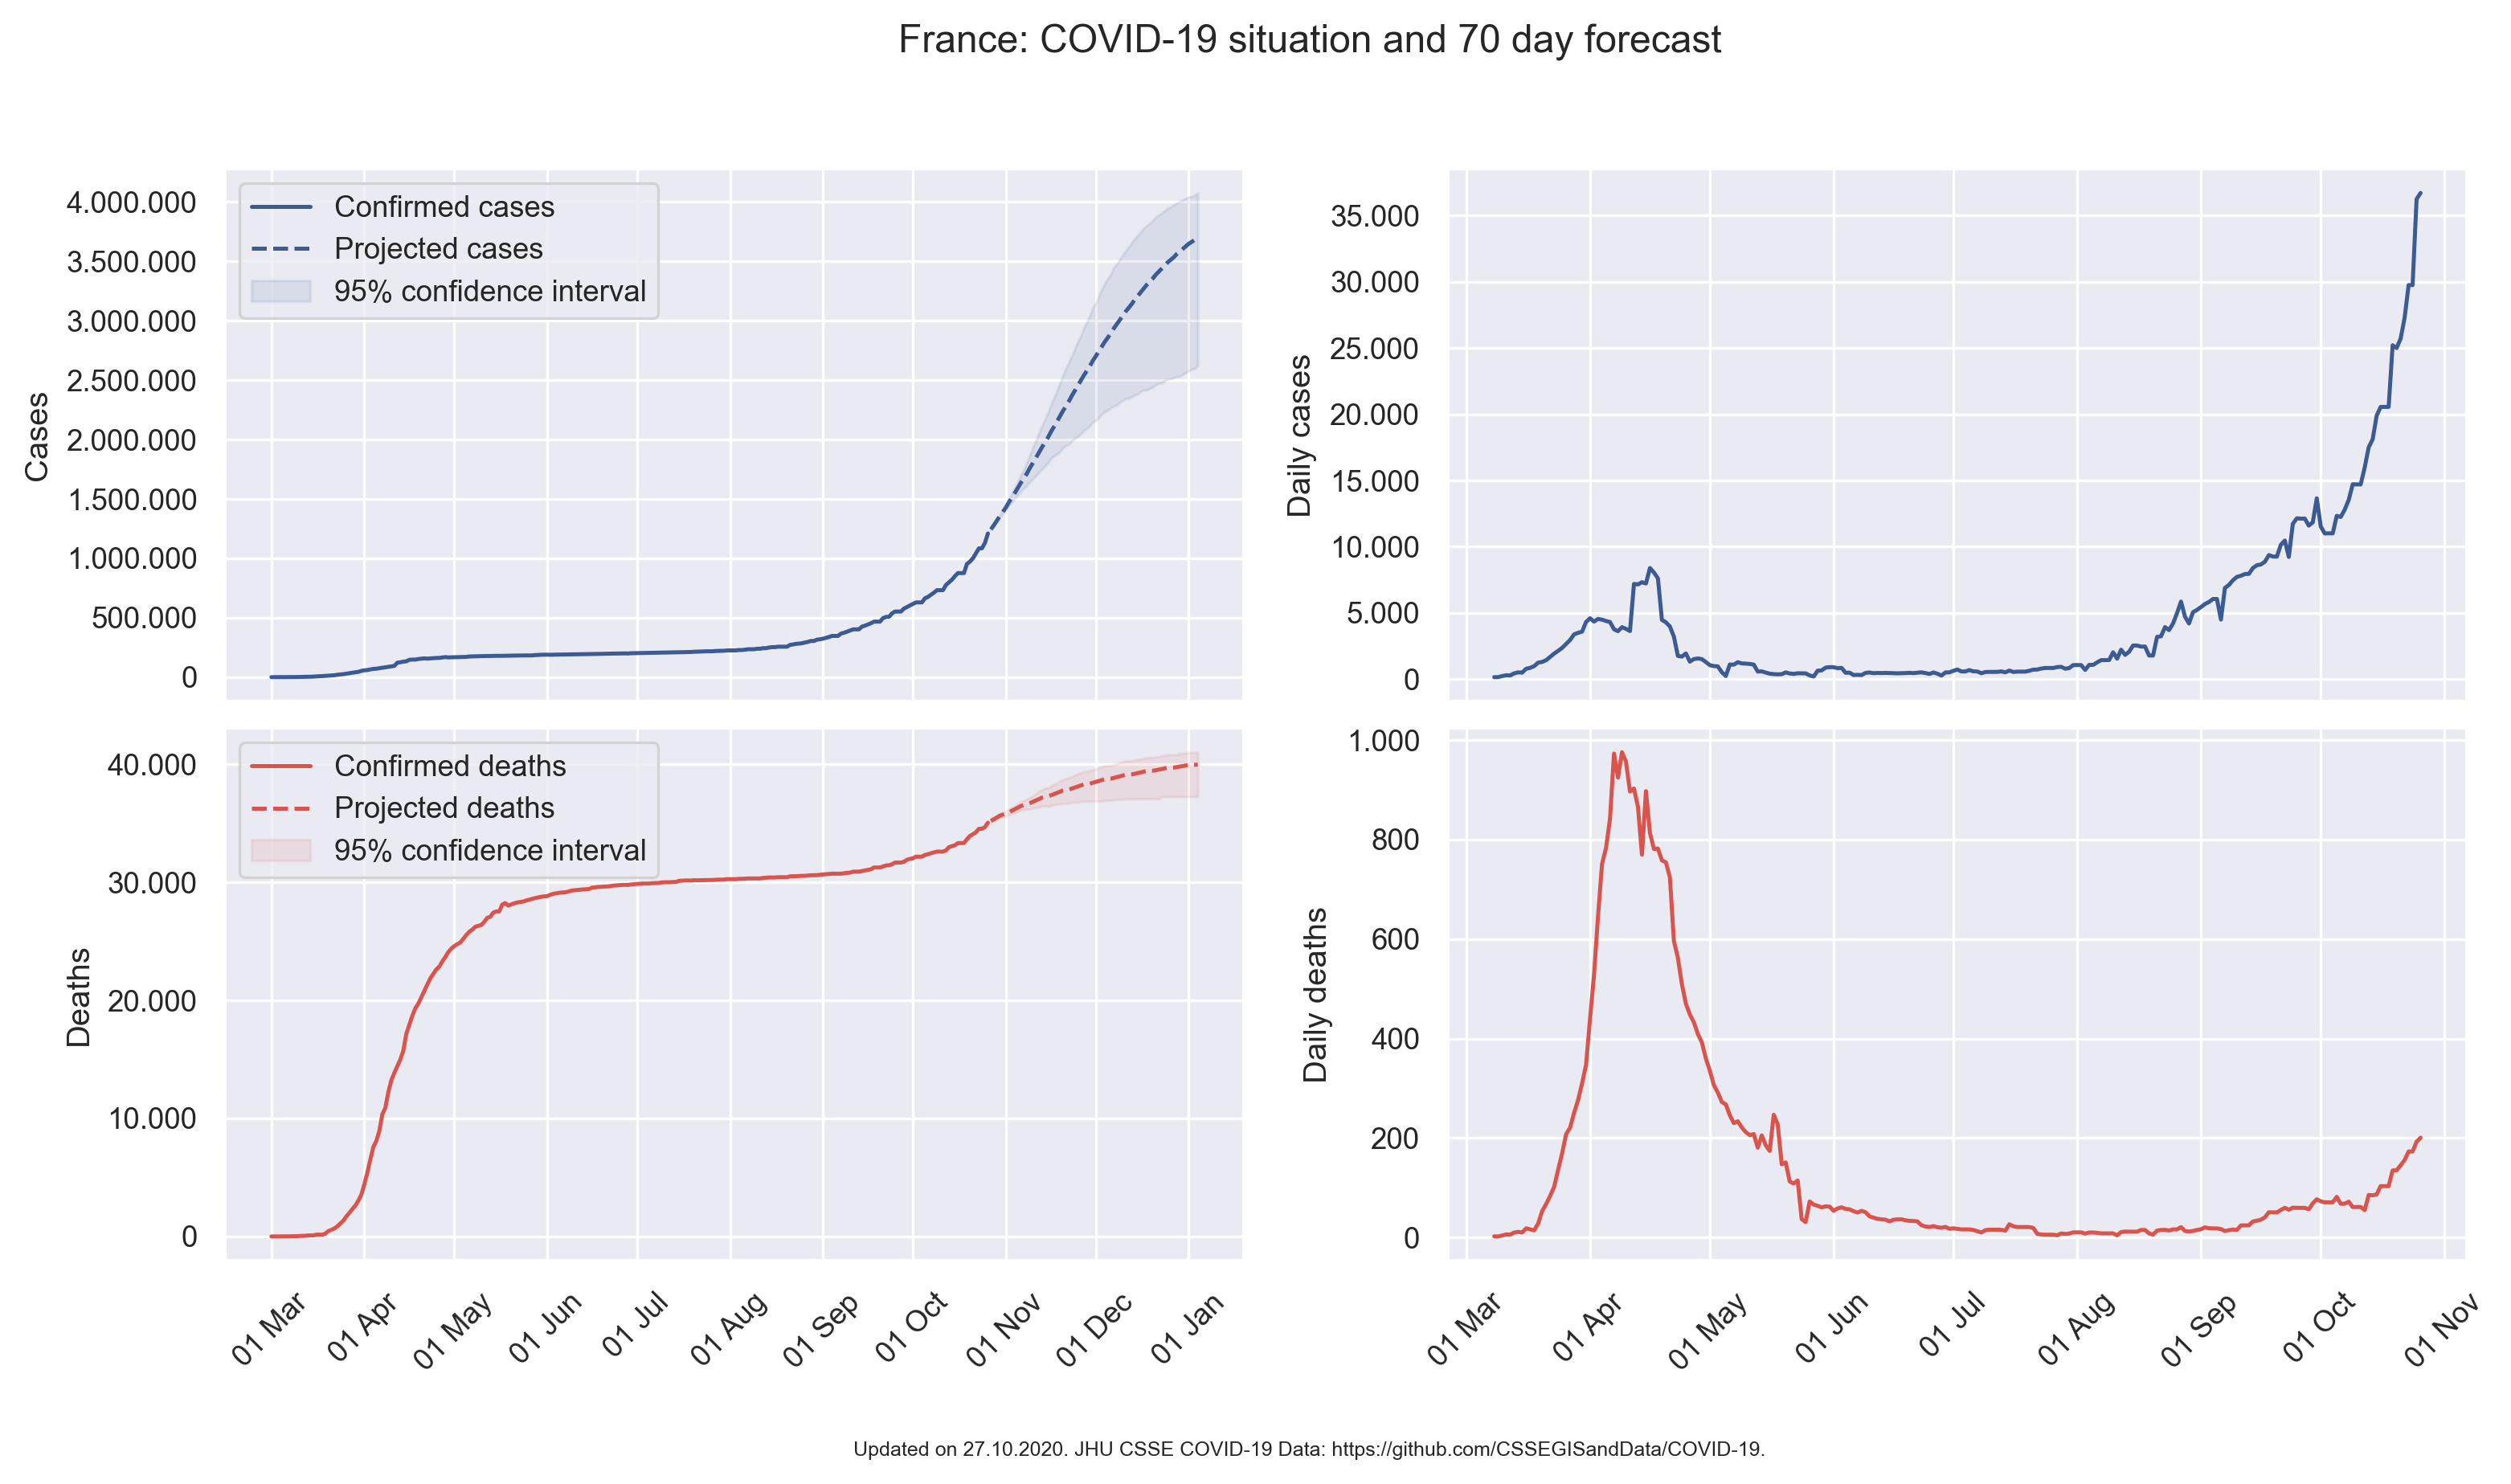 France: COVID-19 situation and 70 day forecast
Cases
4.000.000
3.500.000
3.000.000
2.500.000
2.000.000
1.500.000
1.000.000
500.000
0
Confirmed cases
Projected cases
95% confidence interval
Daily cases
35.000
30.000
25.000
20.000
15.000
10.000
5.000
0
Deaths
40.000
30.000
20.000
10.000
0
Confirmed deaths
Projected deaths
95% confidence interval
01 Mar
01 Apr
01 May
01 Jun
01 Jul
01 Aug
01 Sep
01 Oct
01 Nov
01 Dec
01 Jan
Daily deaths
1.000
800
600
400
200
0
01 Mar
01 Apr
01 May
01 Jun
01 Jul
01 Aug
01 Sep
01 Oct
01 Nov
Updated on 27.10.2020. JHU CSSE COVID-19 Data: https://github.com/CSSEGISandData/COVID-19.